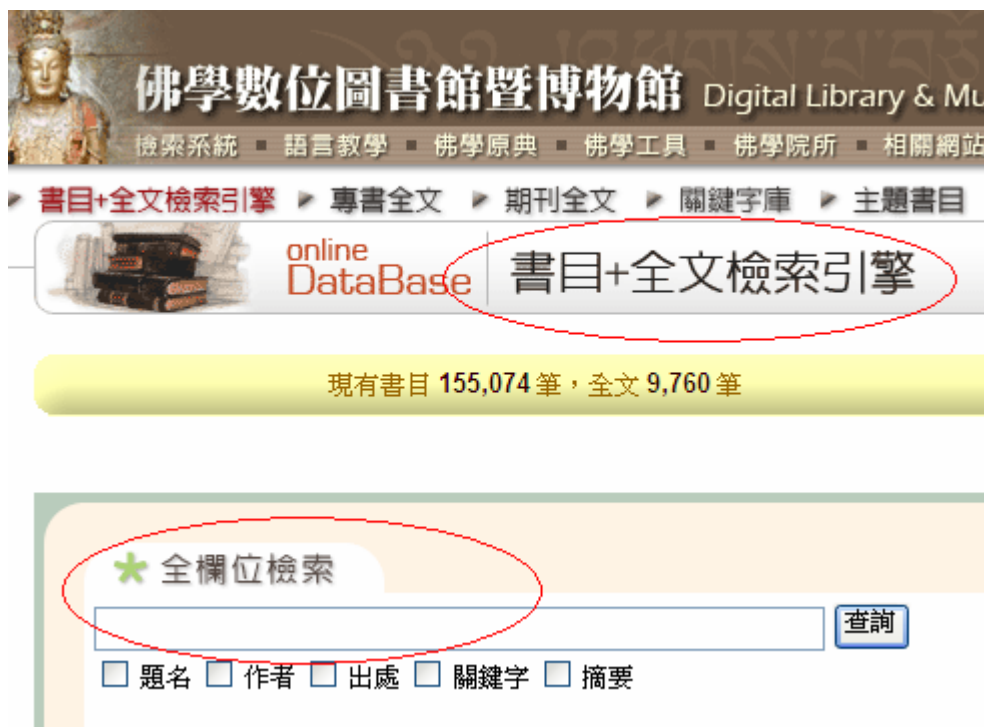 佛學數位圖書館暨博物館 Digital Library & Mu
檢索系統 ■ 語言教學 ■ 佛學原典 ■ 佛學工具 ■ 佛學院所 ■ 相關網站
書目+全文檢索引擎 ▶ 專書全文 ▶ 期刊全文 ▶ 關鍵字庫 ▶ 主題書目
online
DataBase
書目+全文檢索引擎
現有書目 155,074 筆，全文 9,760 筆
全欄位檢索
查詢
題名 作者 出處 關鍵字 摘要